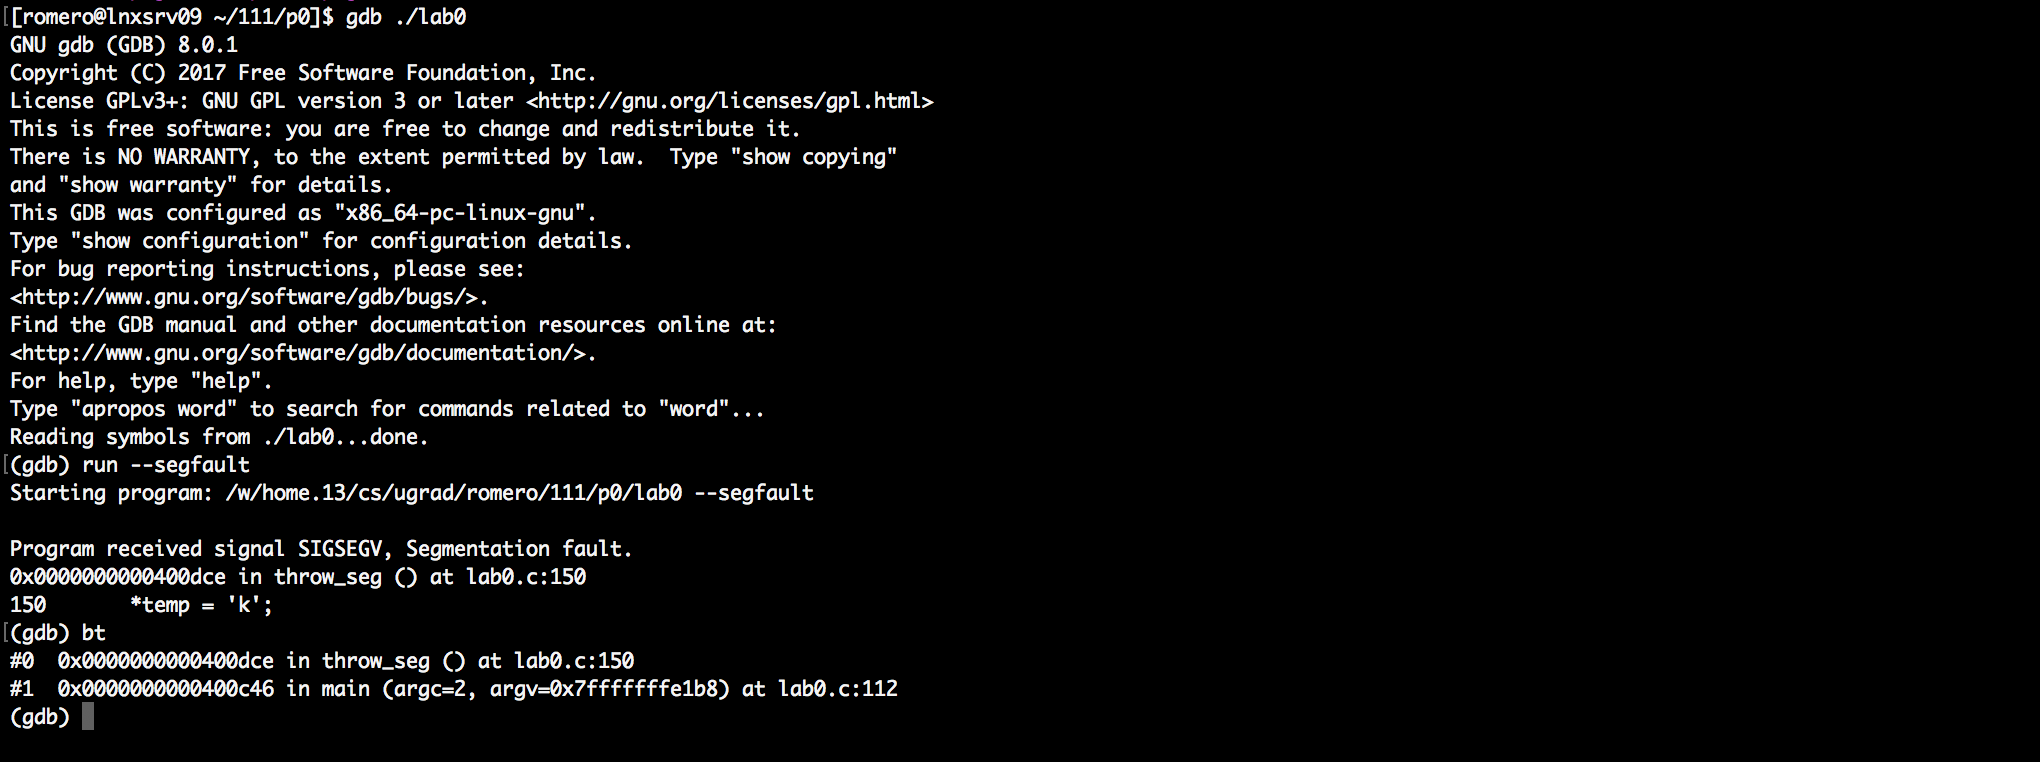 [[romero@lnxsrv09 ~/111/p0]$ gdb ./lab0
GNU gdb (GDB) 8.0.1
Copyright (C) 2017 Free Software Foundation, Inc.
License GPLv3+: GNU GPL version 3 or later <http://gnu.org/licenses/gpl.html>
This is free software: you are free to change and redistribute it.
There is NO WARRANTY, to the extent permitted by law.  Type "show copying"
and "show warranty" for details.
This GDB was configured as "x86_64-pc-linux-gnu".
Type "show configuration" for configuration details.
For bug reporting instructions, please see:
<http://www.gnu.org/software/gdb/bugs/>.
Find the GDB manual and other documentation resources online at:
<http://www.gnu.org/software/gdb/documentation/>.
For help, type "help".
Type "apropos word" to search for commands related to "word"...
Reading symbols from ./lab0...done.
[(gdb) run --segfault
Starting program: /w/home.13/cs/ugrad/romero/111/p0/lab0 --segfault

Program received signal SIGSEGV, Segmentation fault.
0x0000000000400dce in throw_seg () at lab0.c:150
150       *temp = 'k';
[(gdb) bt
#0  0x0000000000400dce in throw_seg () at lab0.c:150
#1  0x0000000000400c46 in main (argc=2, argv=0x7fffffffe1b8) at lab0.c:112
(gdb)